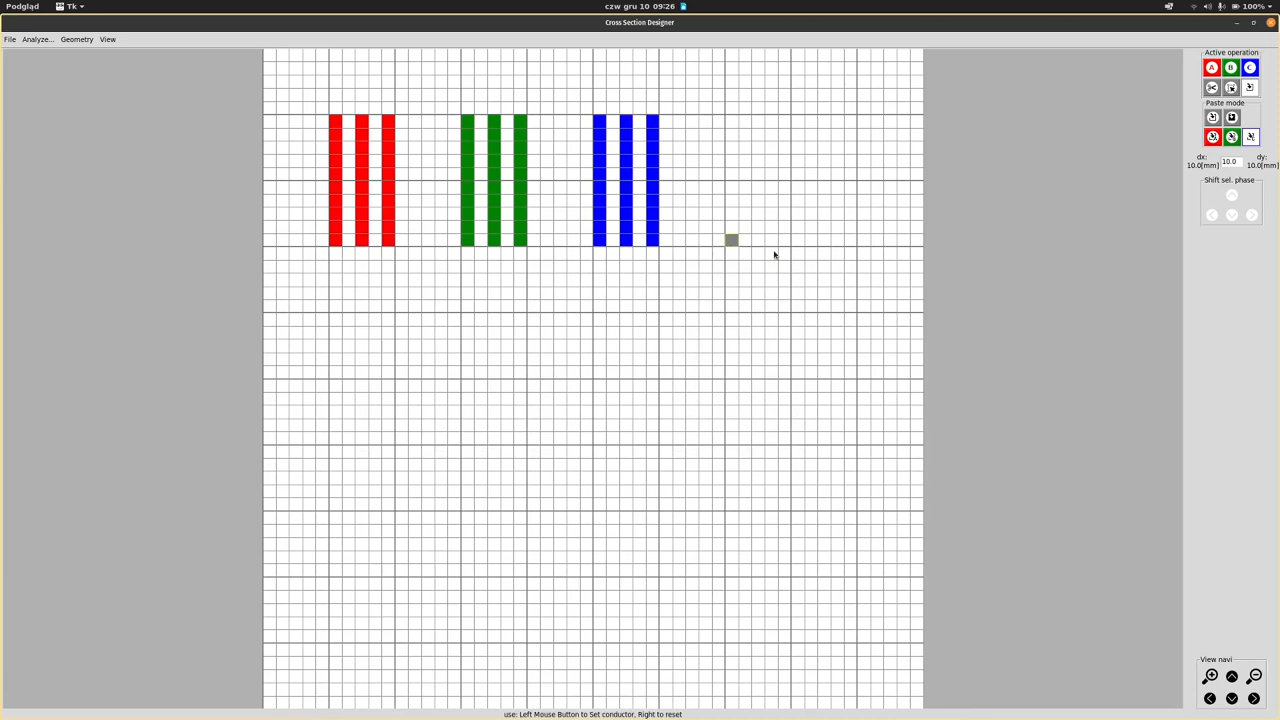 Podgląd Tk czw gru 10 09:26 100%
Cross Section Designer
File Analyze... Geometry View
Active operation
A B C
Paste mode
dx: dy:
10.0[mm] 10.0 10.0[mm]
Shift sel. phase
View navi
use: Left Mouse Button to Set conductor, Right to reset